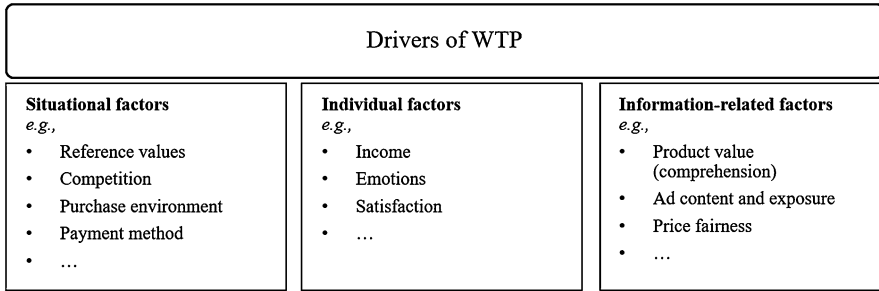 Drivers of WTP
Situational factors
e.g.,
• Reference values
• Competition
• Purchase environment
• Payment method
• …
Individual factors
e.g.,
• Income
• Emotions
• Satisfaction
• …
Information-related factors
e.g.,
• Product value
(comprehension)
• Ad content and exposure
• Price fairness
• …